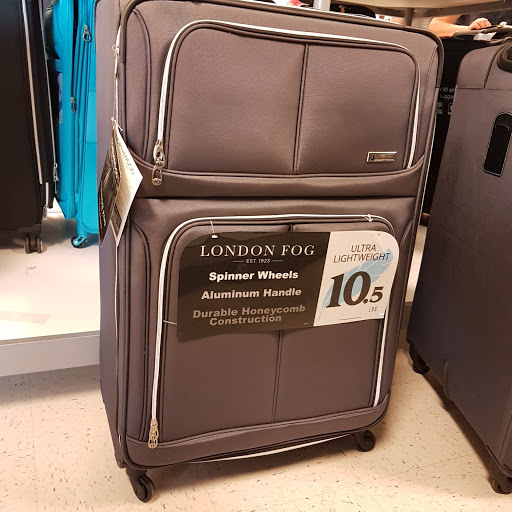 LONDON FOG
EST. 1923
Spinner Wheels
Aluminum Handle
Durable Honeycomb
Construction
ULTRA
LIGHTWEIGHT
10.5
LBS